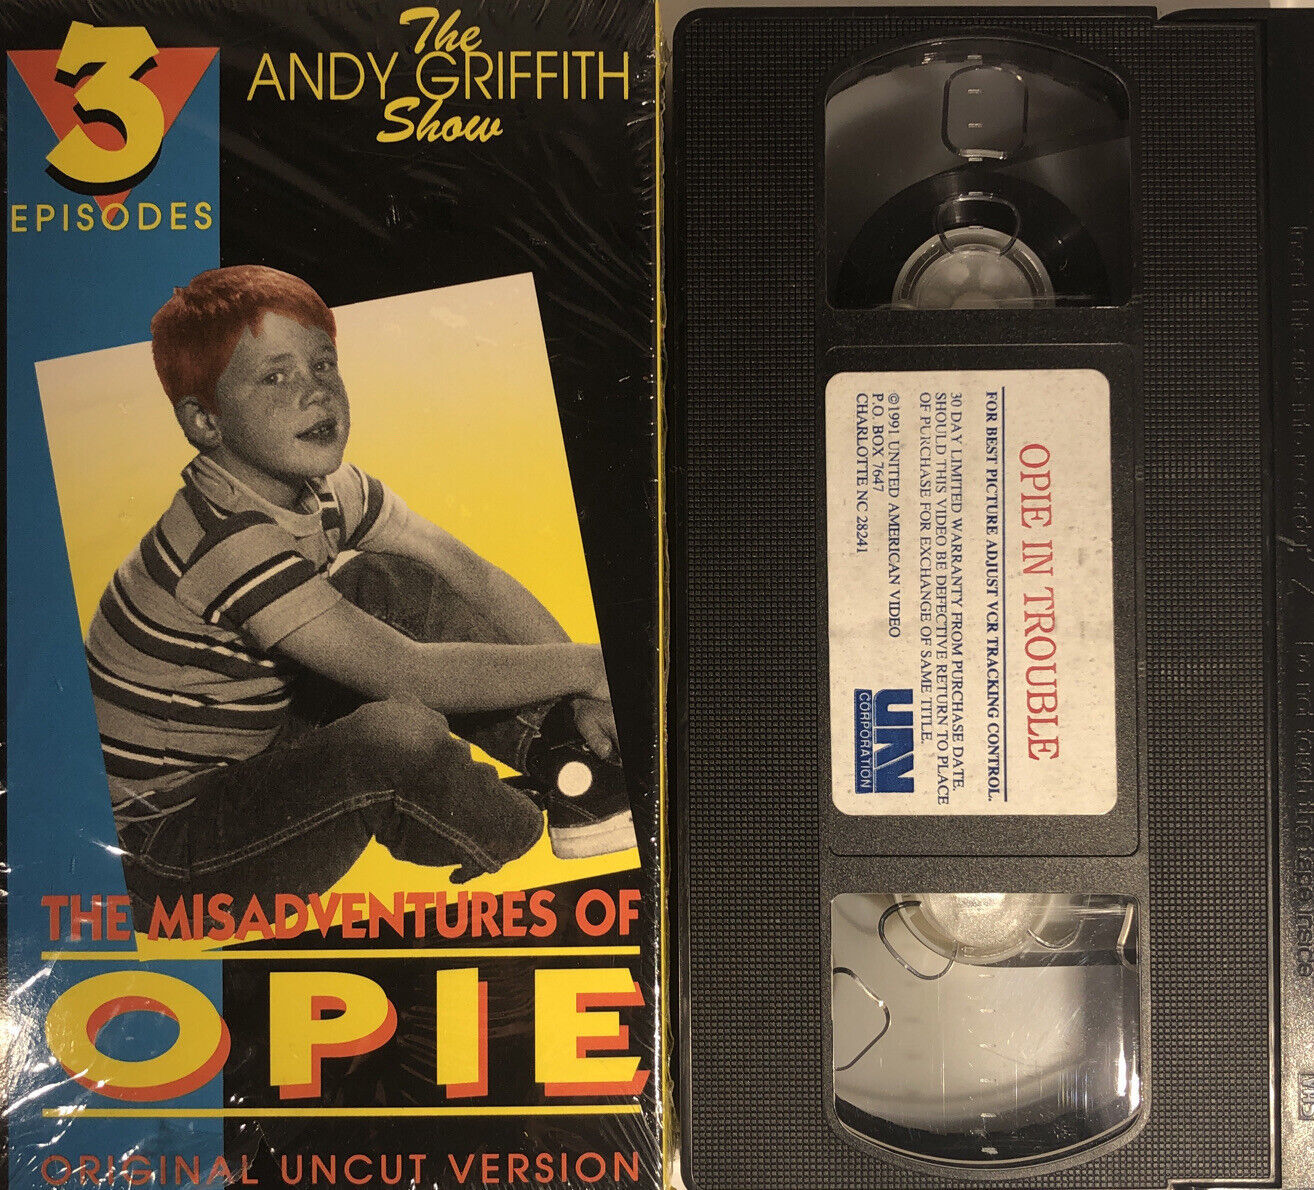 3
EPISODES
The
ANDY GRIFFITH
Show
THE MISADVENTURES OF
OPIE
ORIGINAL UNCUT VERSION
OPIE IN TROUBLE
FOR BEST PICTURE ADJUST VCR TRACKING CONTROL.
30 DAY LIMITED WARRANTY FROM PURCHASE DATE.
SHOULD THIS VIDEO BE DEFECTIVE RETURN TO PLACE
OF PURCHASE FOR EXCHANGE OF SAME TITLE.
©1991 UNITED AMERICAN VIDEO
P.O. BOX 7647
CHARLOTTE NC 28241
UAV
CORPORATION